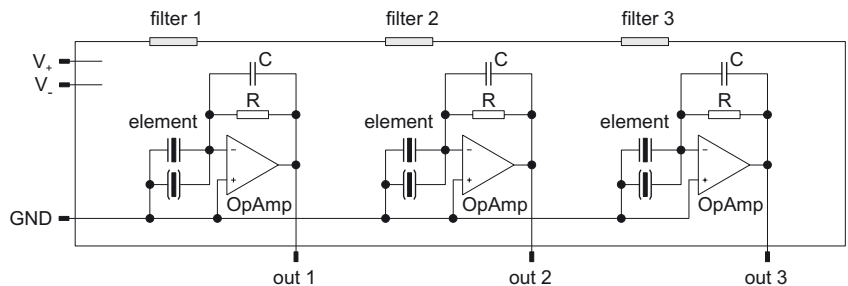 filter 1 filter 2 filter 3
V+
V-
C C C
R R R
element element element
− − −
+ + +
OpAmp OpAmp OpAmp
GND
out 1 out 2 out 3